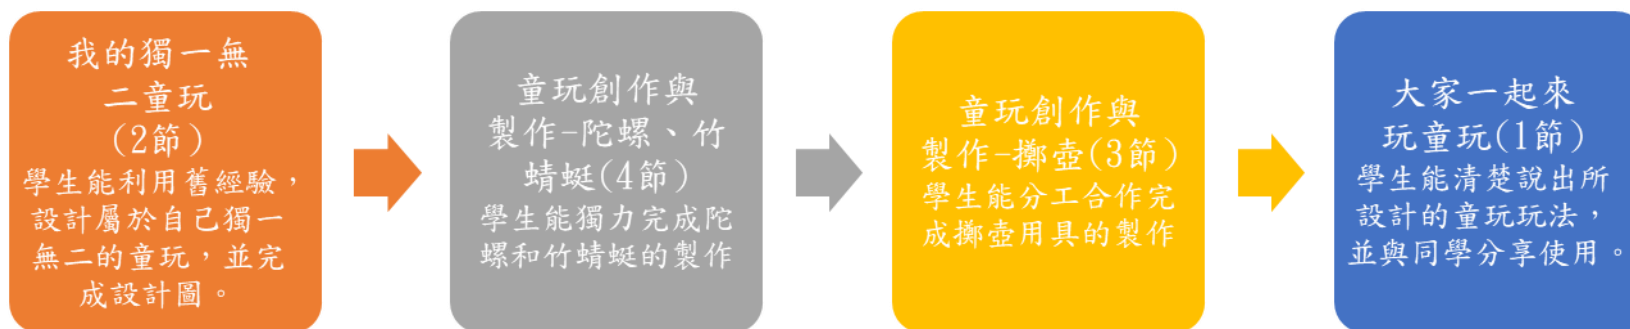 我的獨一無
二童玩
(2節)
學生能利用舊經驗，
設計屬於自己獨一
無二的童玩，並完
成設計圖。
童玩創作與
製作-陀螺、竹
蜻蜓(4節)
學生能獨力完成陀
螺和竹蜻蜓的製作
童玩創作與
製作-擲壺(3節)
學生能分工合作完
成擲壺用具的製作
大家一起來
玩童玩(1節)
學生能清楚說出所
設計的童玩玩法，
並與同學分享使用。